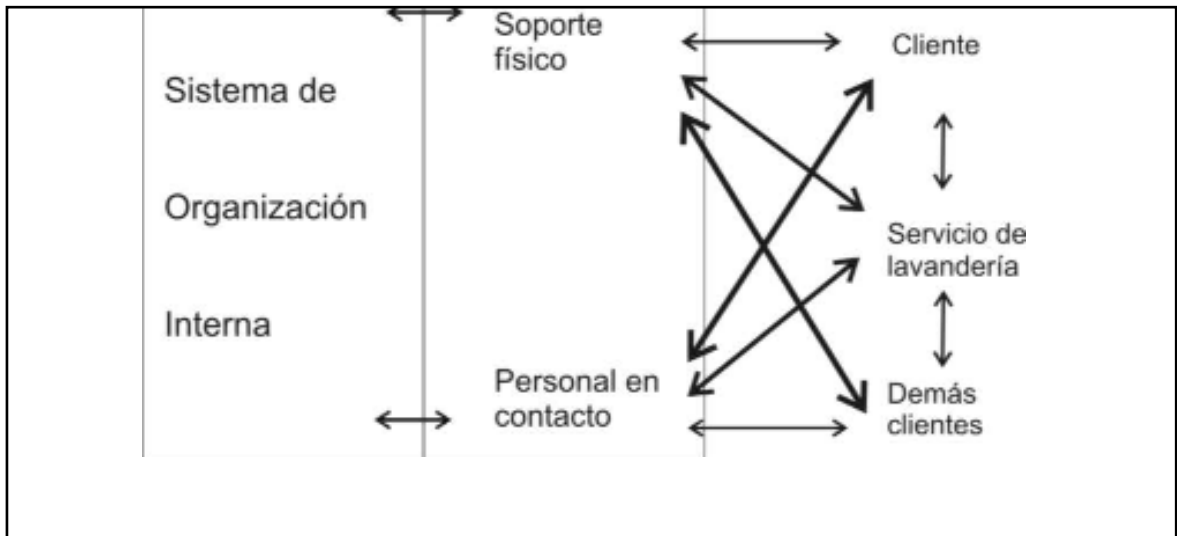 Sistema de
Organización
Interna
Soporte
físico
Personal en
contacto
Cliente
Servicio de
lavandería
Demás
clientes